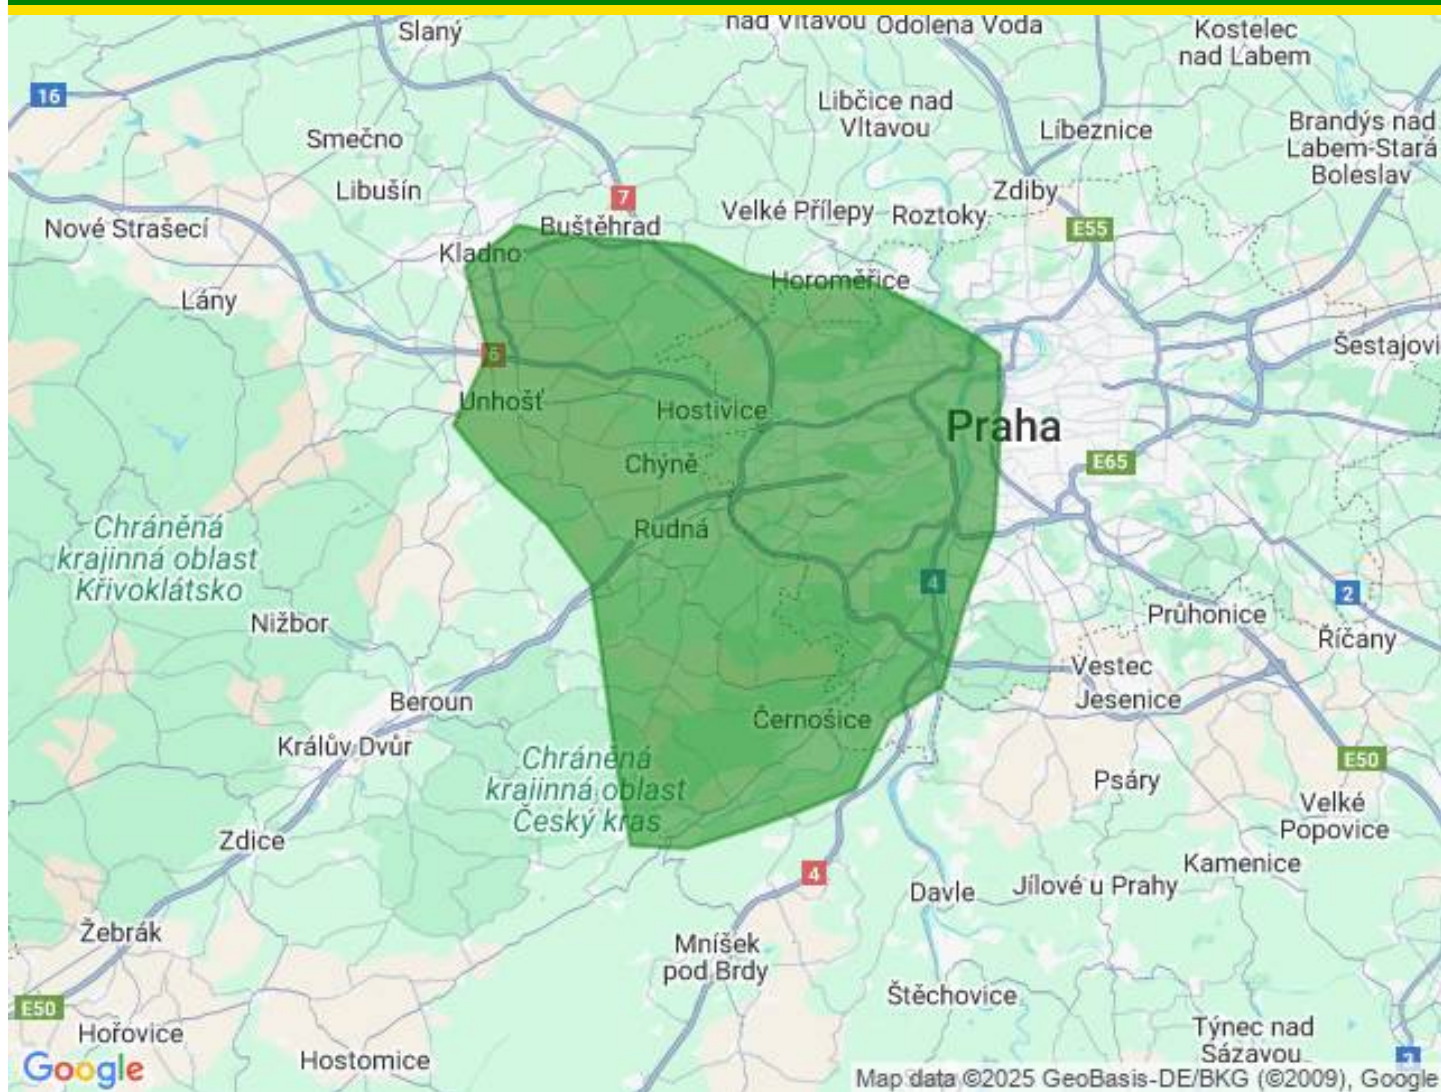 nad Vltavou
Odolena Voda
Kostelec
nad Labem
Slaný
16
Libčice nad
Vltavou
Líbeznice
Brandýs nad
Labem-Stará
Boleslav
Smečno
Libušín
7
Velké Přílepy
Roztoky
Zdiby
Nové Strašecí
Buštěhrad
E55
Kladno
Horoměřice
Lány
Šestajovi
6
Unhošť
Hostivice
Praha
Chýně
E65
Chráněná
krajinná oblast
Křivoklátsko
Rudná
4
2
Nižbor
Průhonice
Říčany
Vestec
Jesenice
Beroun
Černošice
Králův Dvůr
Chráněná
krajinná oblast
Český kras
E50
Psáry
Velké
Popovice
Zdice
Kamenice
4
Davle
Jílové u Prahy
Žebrák
Mníšek
pod Brdy
Štěchovice
E50
Hořovice
Týnec nad
Sázavou
Hostomice
3
Google
Map data ©2025 GeoBasis-DE/BKG (©2009), Google